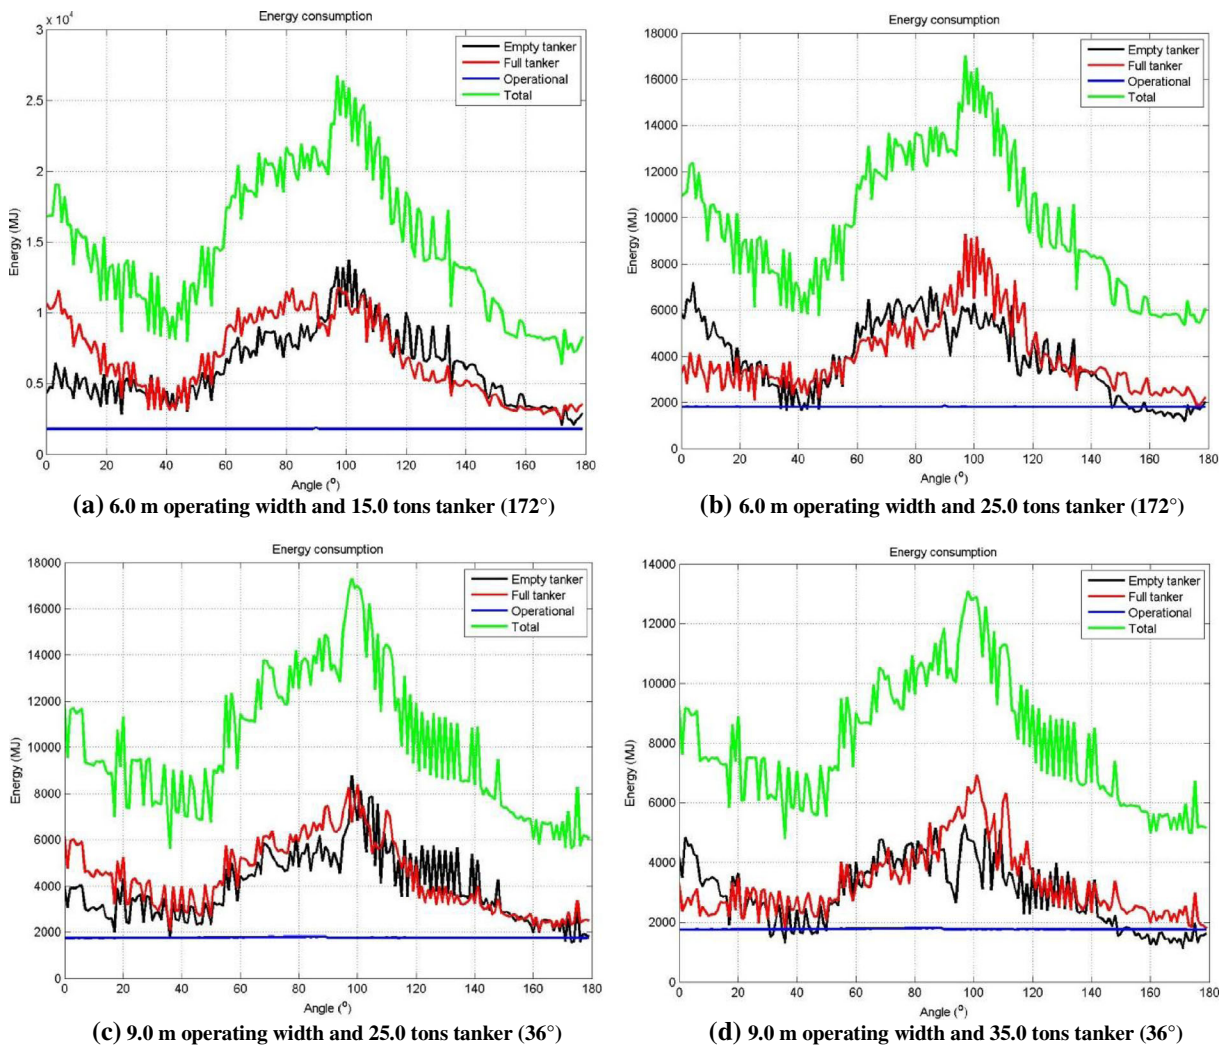 Energy consumption
x 10⁴
3
2.5
2
1.5
1
0.5
0
Energy (MJ)
Empty tanker
Full tanker
Operational
Total
0 20 40 60 80 100 120 140 160 180
Angle (°)
(a) 6.0 m operating width and 15.0 tons tanker (172°)
Energy consumption
18000
16000
14000
12000
10000
8000
6000
4000
2000
0
Energy (MJ)
Empty tanker
Full tanker
Operational
Total
0 20 40 60 80 100 120 140 160 180
Angle (°)
(b) 6.0 m operating width and 25.0 tons tanker (172°)
Energy consumption
18000
16000
14000
12000
10000
8000
6000
4000
2000
0
Energy (MJ)
Empty tanker
Full tanker
Operational
Total
0 20 40 60 80 100 120 140 160 180
Angle (°)
(c) 9.0 m operating width and 25.0 tons tanker (36°)
Energy consumption
14000
12000
10000
8000
6000
4000
2000
0
Energy (MJ)
Empty tanker
Full tanker
Operational
Total
0 20 40 60 80 100 120 140 160 180
Angle (°)
(d) 9.0 m operating width and 35.0 tons tanker (36°)